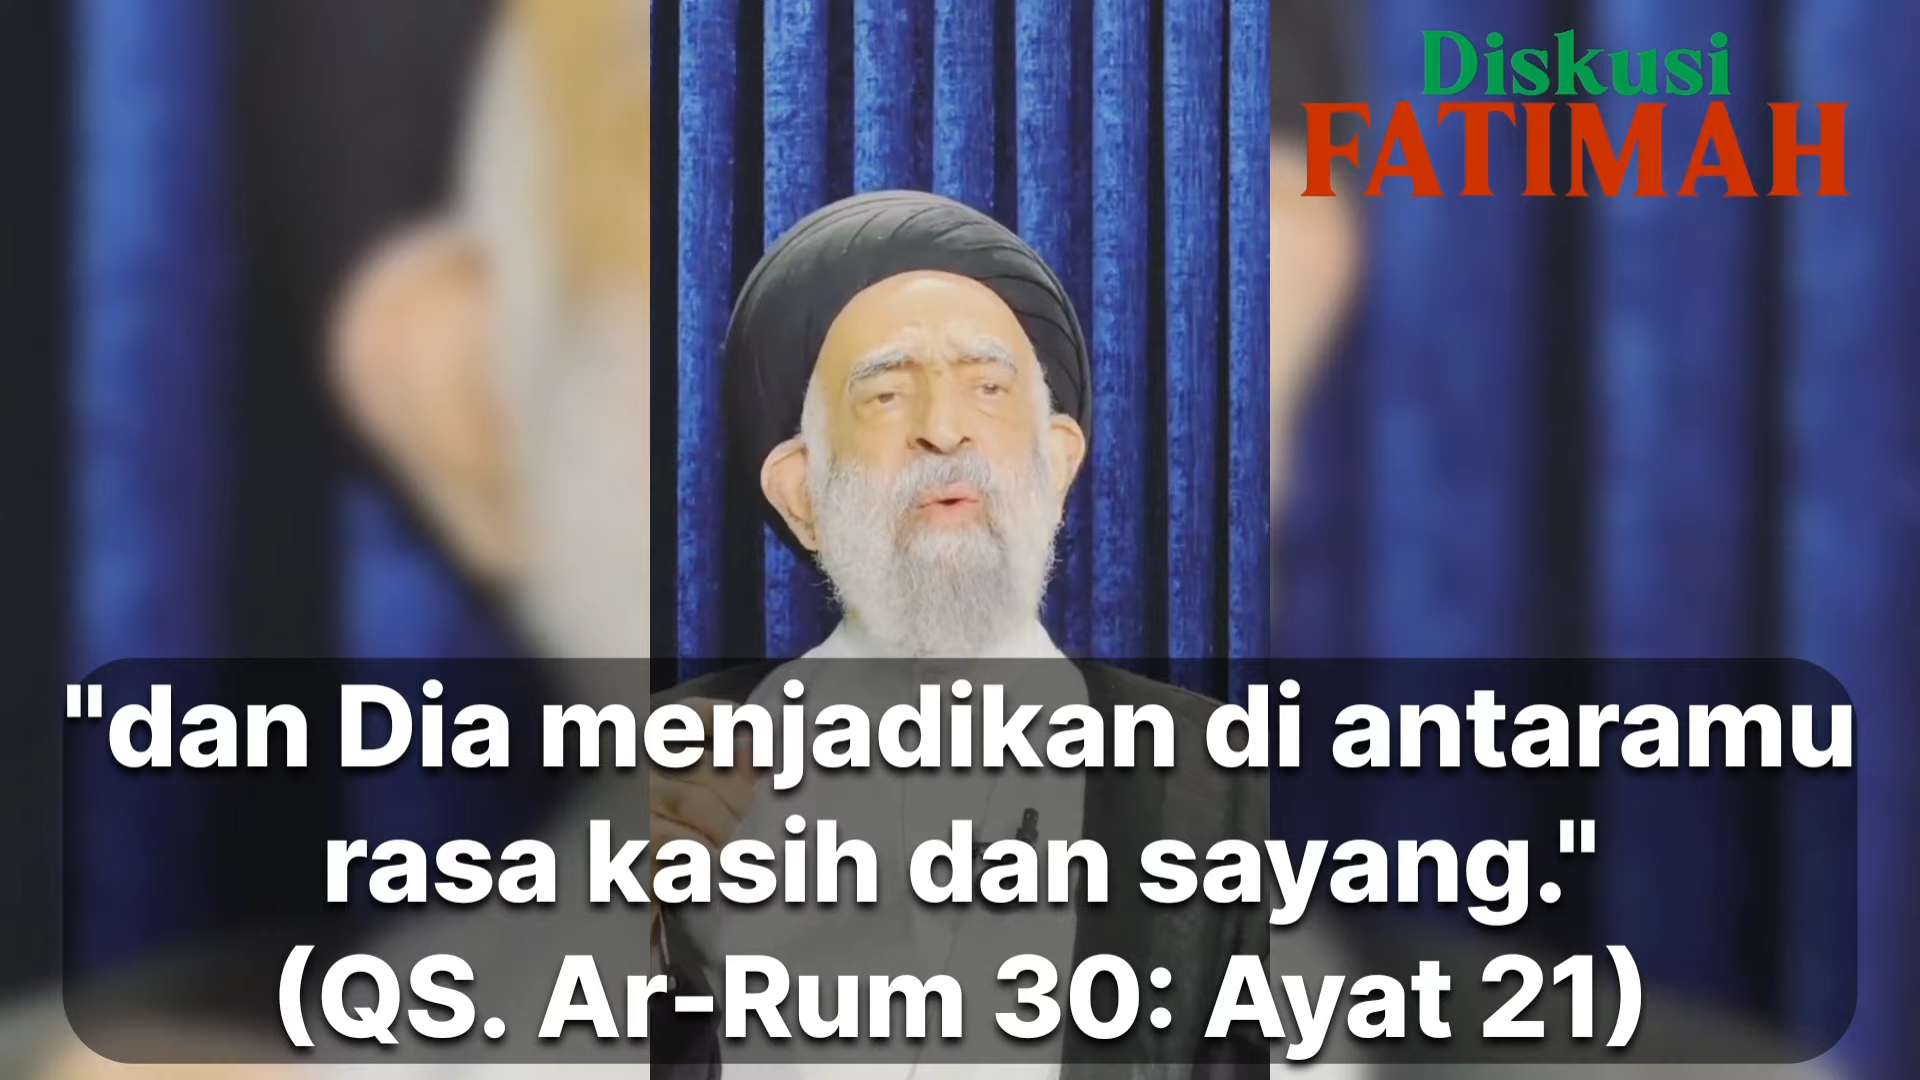 Diskusi
FATIMAH
"dan Dia menjadikan di antaramu
rasa kasih dan sayang."
(QS. Ar-Rum 30: Ayat 21)